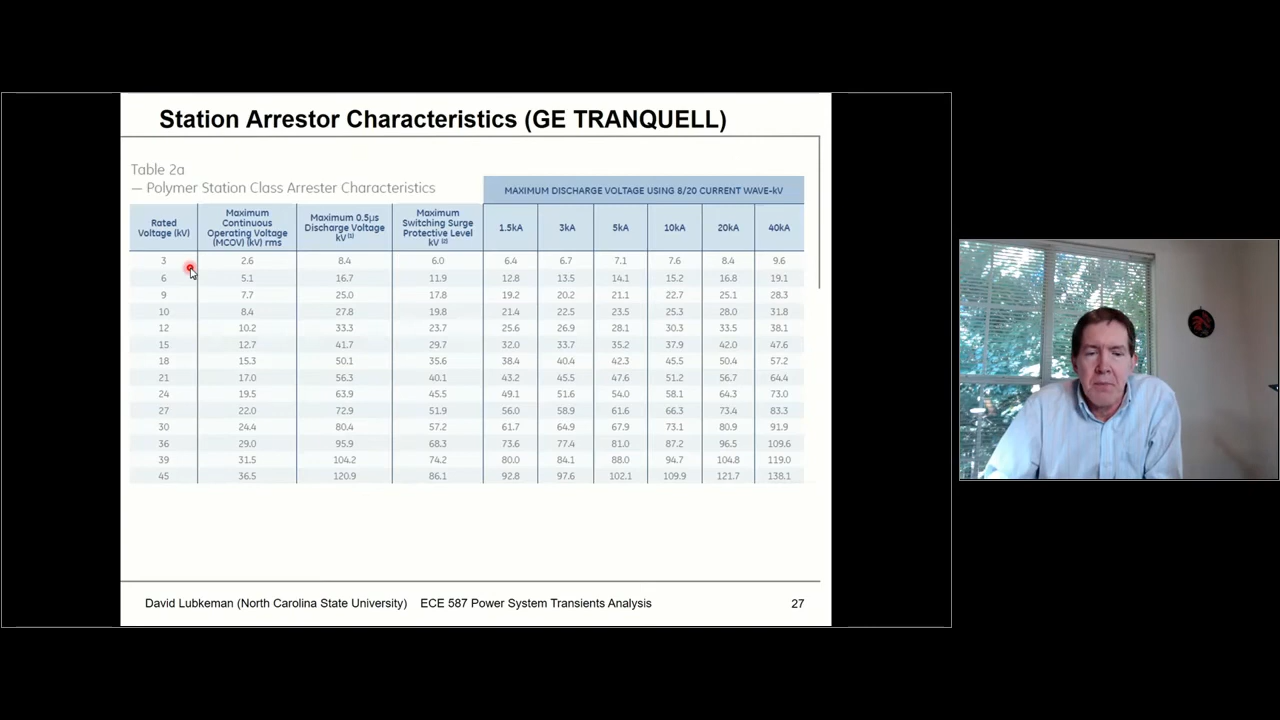 Station Arrestor Characteristics (GE TRANQUELL)
Table 2a
— Polymer Station Class Arrester Characteristics
MAXIMUM DISCHARGE VOLTAGE USING 8/20 CURRENT WAVE-kV
Rated Voltage (kV) Maximum Continuous Operating Voltage (MCOV) (kV) rms Maximum 0.5µs Discharge Voltage kV (1) Maximum Switching Surge Protective Level kV (2) 1.5kA 3kA 5kA 10kA 20kA 40kA
3 2.6 8.4 6.0 6.4 6.7 7.1 7.6 8.4 9.6
6 5.1 16.7 11.9 12.8 13.5 14.1 15.2 16.8 19.1
9 7.7 25.0 17.8 19.2 20.2 21.1 22.7 25.1 28.3
10 8.4 27.8 19.8 21.4 22.5 23.5 25.3 28.0 31.8
12 10.2 33.3 23.7 25.6 26.9 28.1 30.3 33.5 38.1
15 12.7 41.7 29.7 32.0 33.7 35.2 37.9 42.0 47.6
18 15.3 50.1 35.6 38.4 40.4 42.3 45.5 50.4 57.2
21 17.0 56.3 40.1 43.2 45.5 47.6 51.2 56.7 64.4
24 19.5 63.9 45.5 49.1 51.6 54.0 58.1 64.3 73.0
27 22.0 72.9 51.9 56.0 58.9 61.6 66.3 73.4 83.3
30 24.4 80.4 57.2 61.7 64.9 67.9 73.1 80.9 91.9
36 29.0 95.9 68.3 73.6 77.4 81.0 87.2 96.5 109.6
39 31.5 104.2 74.2 80.0 84.1 88.0 94.7 104.8 119.0
45 36.5 120.9 86.1 92.8 97.6 102.1 109.9 121.7 138.1
David Lubkeman (North Carolina State University) ECE 587 Power System Transients Analysis 27